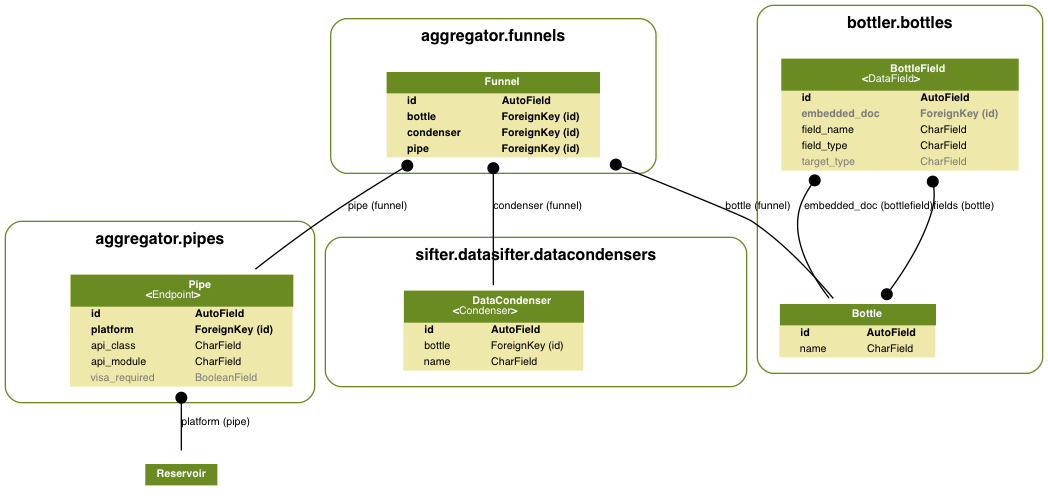 aggregator.funnels
Funnel
id AutoField
bottle ForeignKey (id)
condenser ForeignKey (id)
pipe ForeignKey (id)
bottler.bottles
BottleField
<DataField>
id AutoField
embedded_doc ForeignKey (id)
field_name CharField
field_type CharField
target_type CharField
pipe (funnel)
condenser (funnel)
bottle (funnel)
embedded_doc (bottlefield)
fields (bottle)
aggregator.pipes
Pipe
<Endpoint>
id AutoField
platform ForeignKey (id)
api_class CharField
api_module CharField
visa_required BooleanField
sifter.datasifter.datacondensers
DataCondenser
<Condenser>
id AutoField
bottle ForeignKey (id)
name CharField
Bottle
id AutoField
name CharField
platform (pipe)
Reservoir